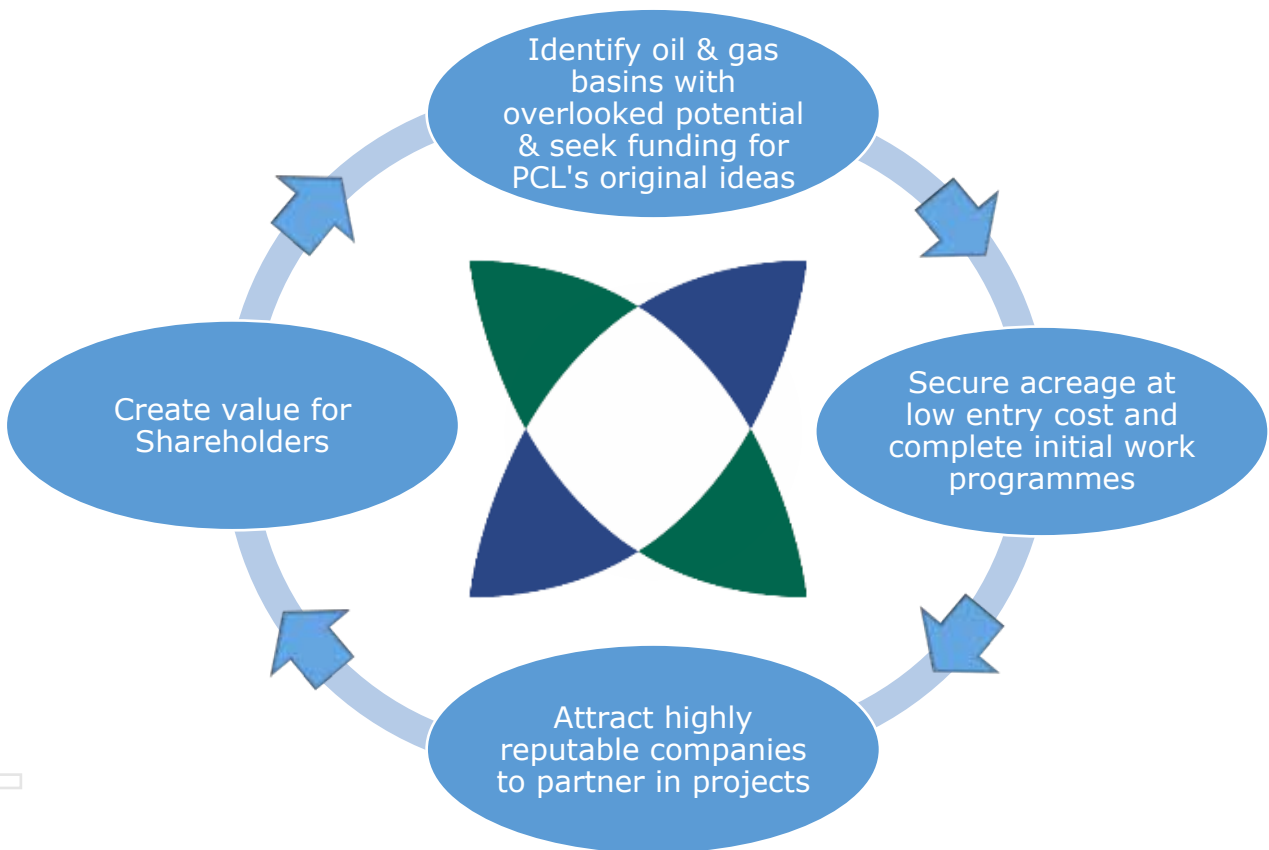 Identify oil & gas
basins with
overlooked potential
& seek funding for
PCL's original ideas
Secure acreage at
low entry cost and
complete initial work
programmes
Attract highly
reputable companies
to partner in projects
Create value for
Shareholders